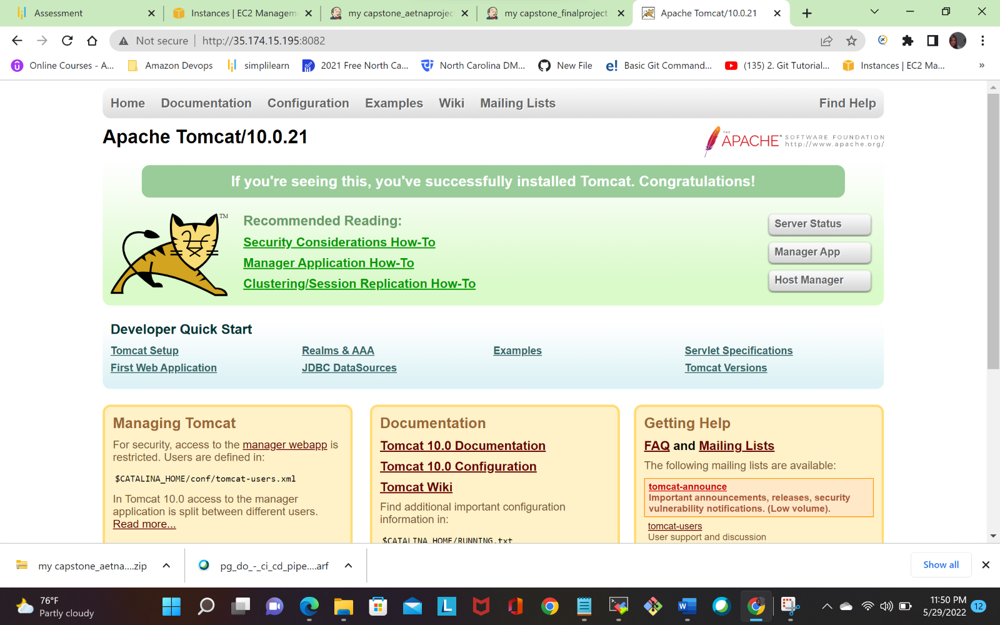 Assessment
Instances | EC2 Managem
my capstone_aetnaprojec
my capstone_finalproject
Apache Tomcat/10.0.21
Not secure
http://35.174.15.195:8082
Online Courses - A...
Amazon Devops
simplilearn
2021 Free North Ca...
North Carolina DM...
New File
e! Basic Git Command...
(135) 2. Git Tutorial...
Instances | EC2 Ma...
»
Home
Documentation
Configuration
Examples
Wiki
Mailing Lists
Find Help
Apache Tomcat/10.0.21
THE
APACHE® SOFTWARE FOUNDATION
http://www.apache.org/
If you're seeing this, you've successfully installed Tomcat. Congratulations!
TM
Recommended Reading:
Security Considerations How-To
Manager Application How-To
Clustering/Session Replication How-To
Server Status
Manager App
Host Manager
Developer Quick Start
Tomcat Setup
Realms & AAA
Examples
Servlet Specifications
First Web Application
JDBC DataSources
Tomcat Versions
Managing Tomcat
For security, access to the manager webapp is
restricted. Users are defined in:
$CATALINA_HOME/conf/tomcat-users.xml
In Tomcat 10.0 access to the manager
application is split between different users.
Read more...
Documentation
Tomcat 10.0 Documentation
Tomcat 10.0 Configuration
Tomcat Wiki
Find additional important configuration
information in:
$CATALINA_HOME/RUNNING.txt
Getting Help
FAQ and Mailing Lists
The following mailing lists are available:
tomcat-announce
Important announcements, releases, security
vulnerability notifications. (Low volume).
tomcat-users
User support and discussion
my capstone_aetna....zip
pg_do_-_ci_cd_pipe....arf
Show all
76°F
Partly cloudy
L
W
11:50 PM
5/29/2022
12